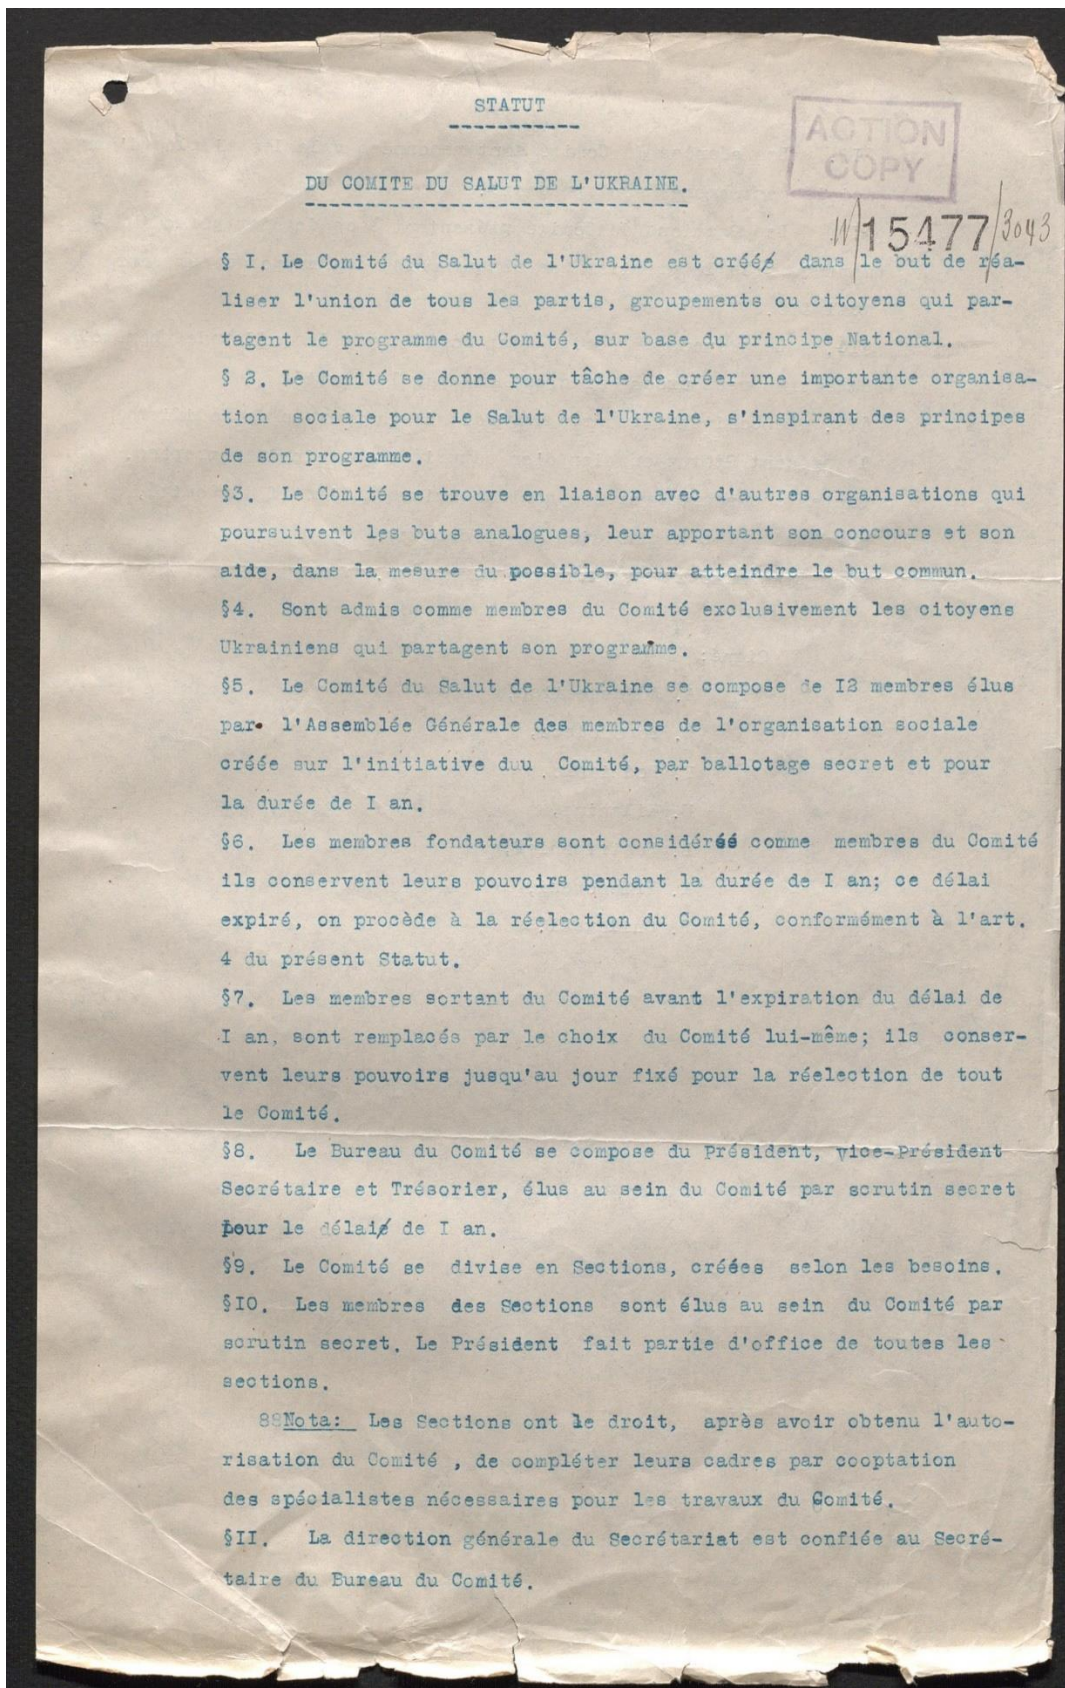 STATUT
ACTION
COPY
DU COMITE DU SALUT DE L'UKRAINE.
W/15477/3043
§ I. Le Comité du Salut de l'Ukraine est créé dans le but de réa-
liser l'union de tous les partis, groupements ou citoyens qui par-
tagent le programme du Comité, sur base du principe National.
§ 2. Le Comité se donne pour tâche de créer une importante organisa-
tion sociale pour le Salut de l'Ukraine, s'inspirant des principes
de son programme.
§3. Le Comité se trouve en liaison avec d'autres organisations qui
poursuivent les buts analogues, leur apportant son concours et son
aide, dans la mesure du possible, pour atteindre le but commun.
§4. Sont admis comme membres du Comité exclusivement les citoyens
Ukrainiens qui partagent son programme.
§5. Le Comité du Salut de l'Ukraine se compose de I2 membres élus
par l'Assemblée Générale des membres de l'organisation sociale
créée sur l'initiative duu Comité, par ballotage secret et pour
la durée de I an.
§6. Les membres fondateurs sont considéréé comme membres du Comité
ils conservent leurs pouvoirs pendant la durée de I an; ce délai
expiré, on procède à la réelection du Comité, conformément à l'art.
4 du présent Statut.
§7. Les membres sortant du Comité avant l'expiration du délai de
I an, sont remplacés par le choix du Comité lui-même; ils conser-
vent leurs pouvoirs jusqu'au jour fixé pour la réelection de tout
le Comité.
§8. Le Bureau du Comité se compose du Président, vice-Président
Secrétaire et Trésorier, élus au sein du Comité par scrutin secret
pour le délai de I an.
§9. Le Comité se divise en Sections, créées selon les besoins.
§IO. Les membres des Sections sont élus au sein du Comité par
scrutin secret. Le Président fait partie d'office de toutes les
sections.
88Nota: Les Sections ont le droit, après avoir obtenu l'auto-
risation du Comité , de compléter leurs cadres par cooptation
des spécialistes nécessaires pour les travaux du Comité.
§II. La direction générale du Secrétariat est confiée au Secré-
taire du Bureau du Comité.